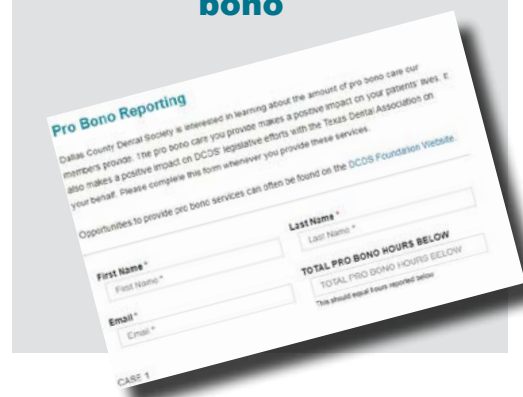 bono
Pro Bono Reporting
Dallas County Dental Society is interested in learning about the amount of pro bono care our
members provide. The pro bono care you provide makes a positive impact on your patients' lives. It
also makes a positive impact on DCDS' legislative efforts with the Texas Dental Association on
your behalf. Please complete this form whenever you provide these services.
Opportunities to provide pro bono services can often be found on the DCDS Foundation Website.
First Name *
First Name *
Last Name *
Last Name *
Email *
Email *
TOTAL PRO BONO HOURS BELOW
TOTAL PRO BONO HOURS BELOW
This should equal hours reported below
CASE 1